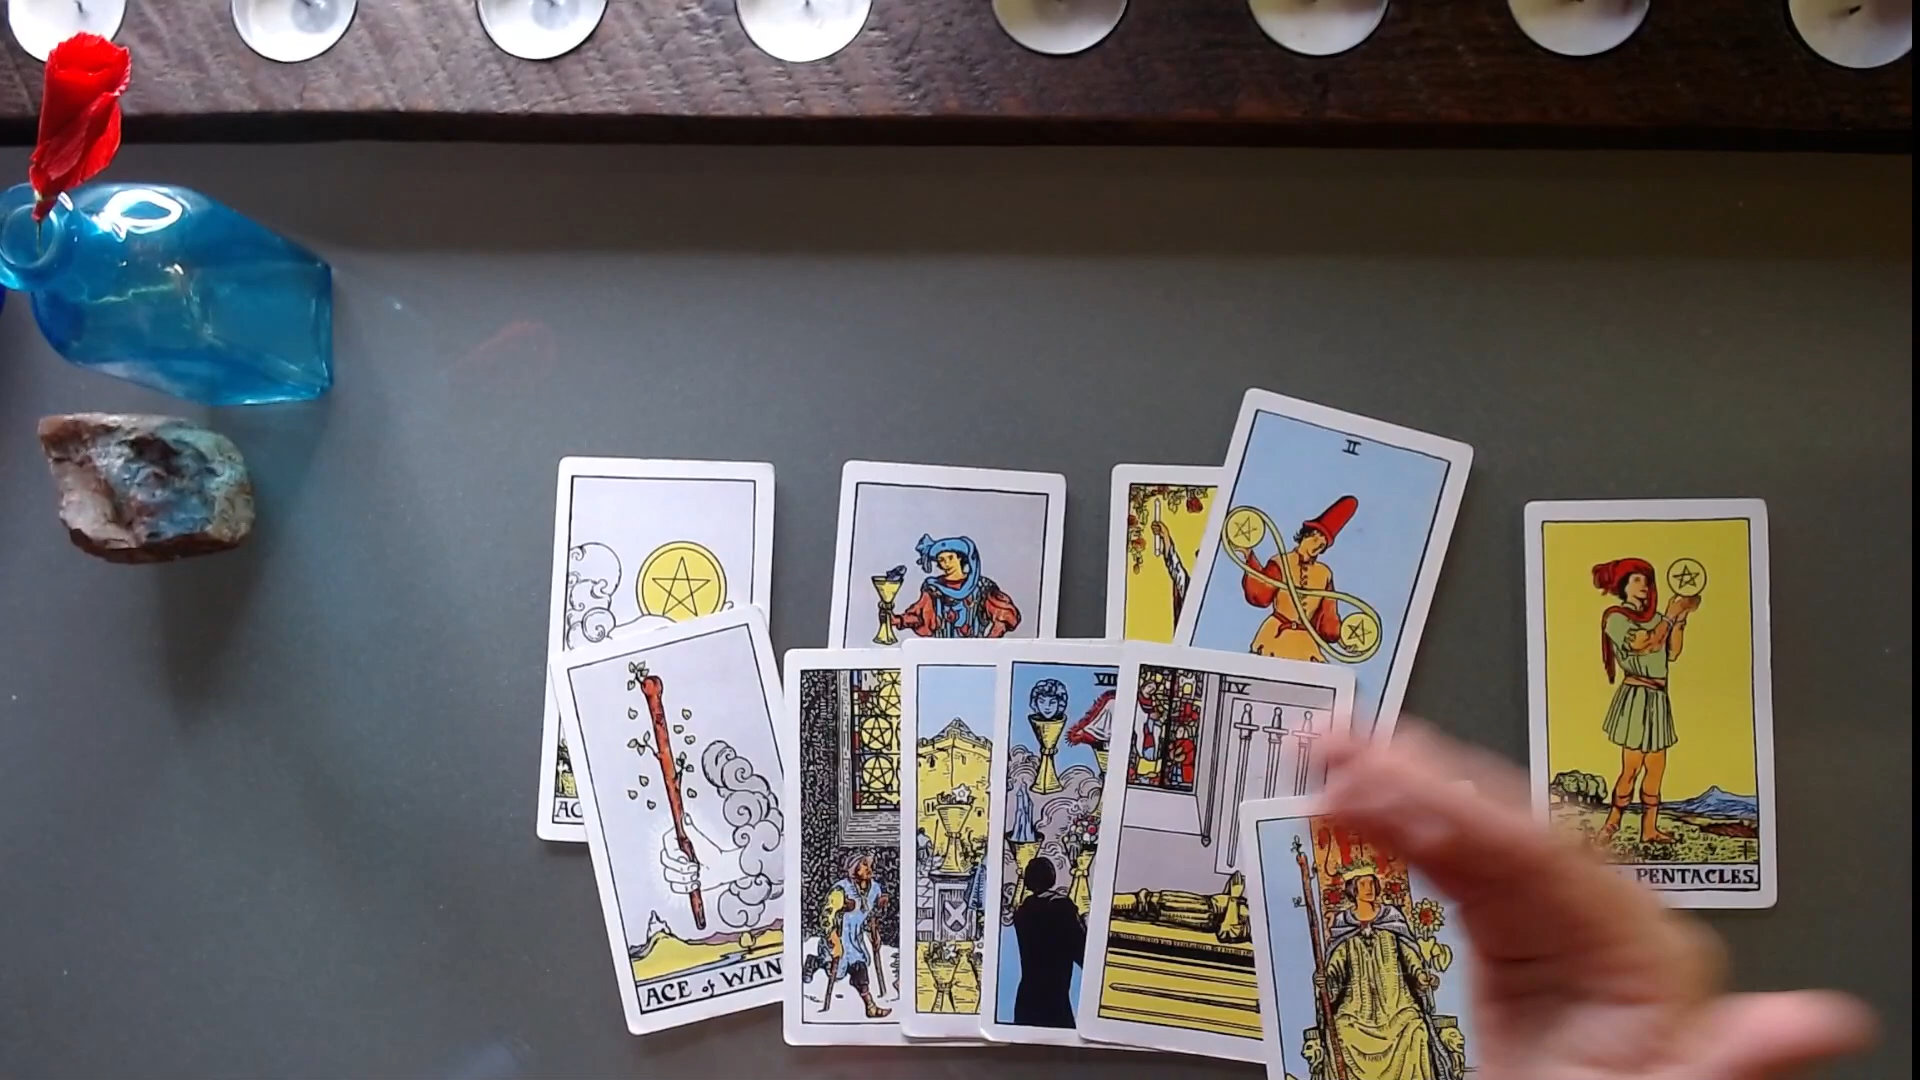 II
AC
PENTACLES.
VII
IV
ACE of WAN